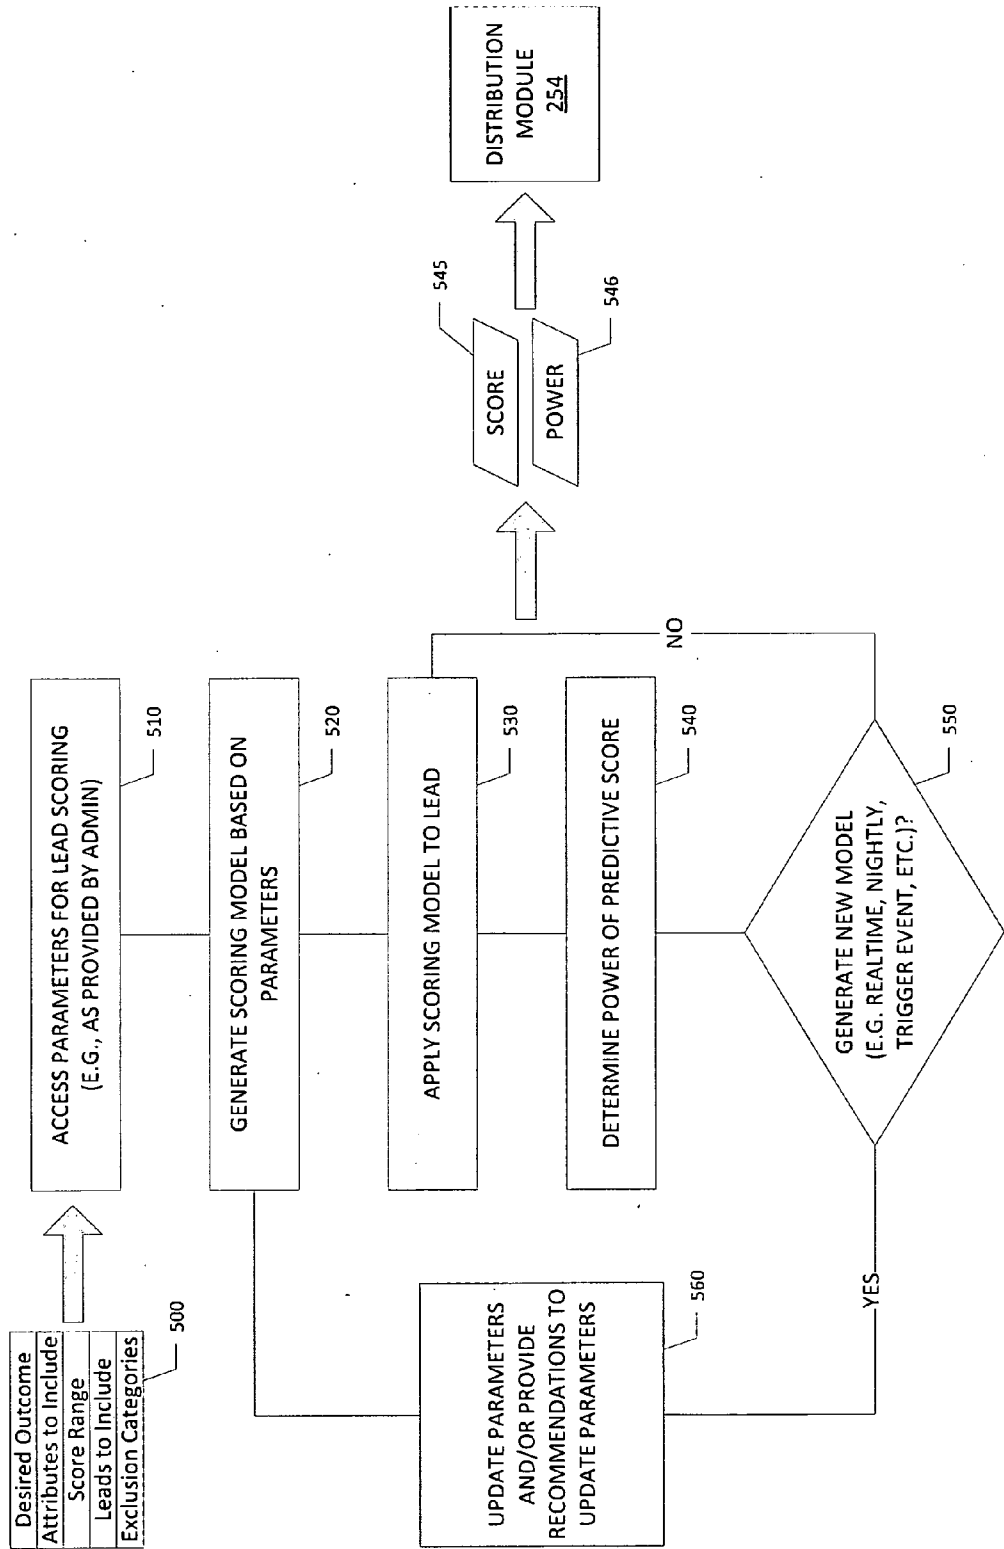 Desired Outcome
Attributes to Include
Score Range
Leads to Include
Exclusion Categories
500
ACCESS PARAMETERS FOR LEAD SCORING
(E.G., AS PROVIDED BY ADMIN)
510
GENERATE SCORING MODEL BASED ON
PARAMETERS
520
APPLY SCORING MODEL TO LEAD
530
DETERMINE POWER OF PREDICTIVE SCORE
540
GENERATE NEW MODEL
(E.G. REALTIME, NIGHTLY,
TRIGGER EVENT, ETC.)?
550
YES
NO
UPDATE PARAMETERS
AND/OR PROVIDE
RECOMMENDATIONS TO
UPDATE PARAMETERS
560
SCORE
545
POWER
546
DISTRIBUTION
MODULE
254